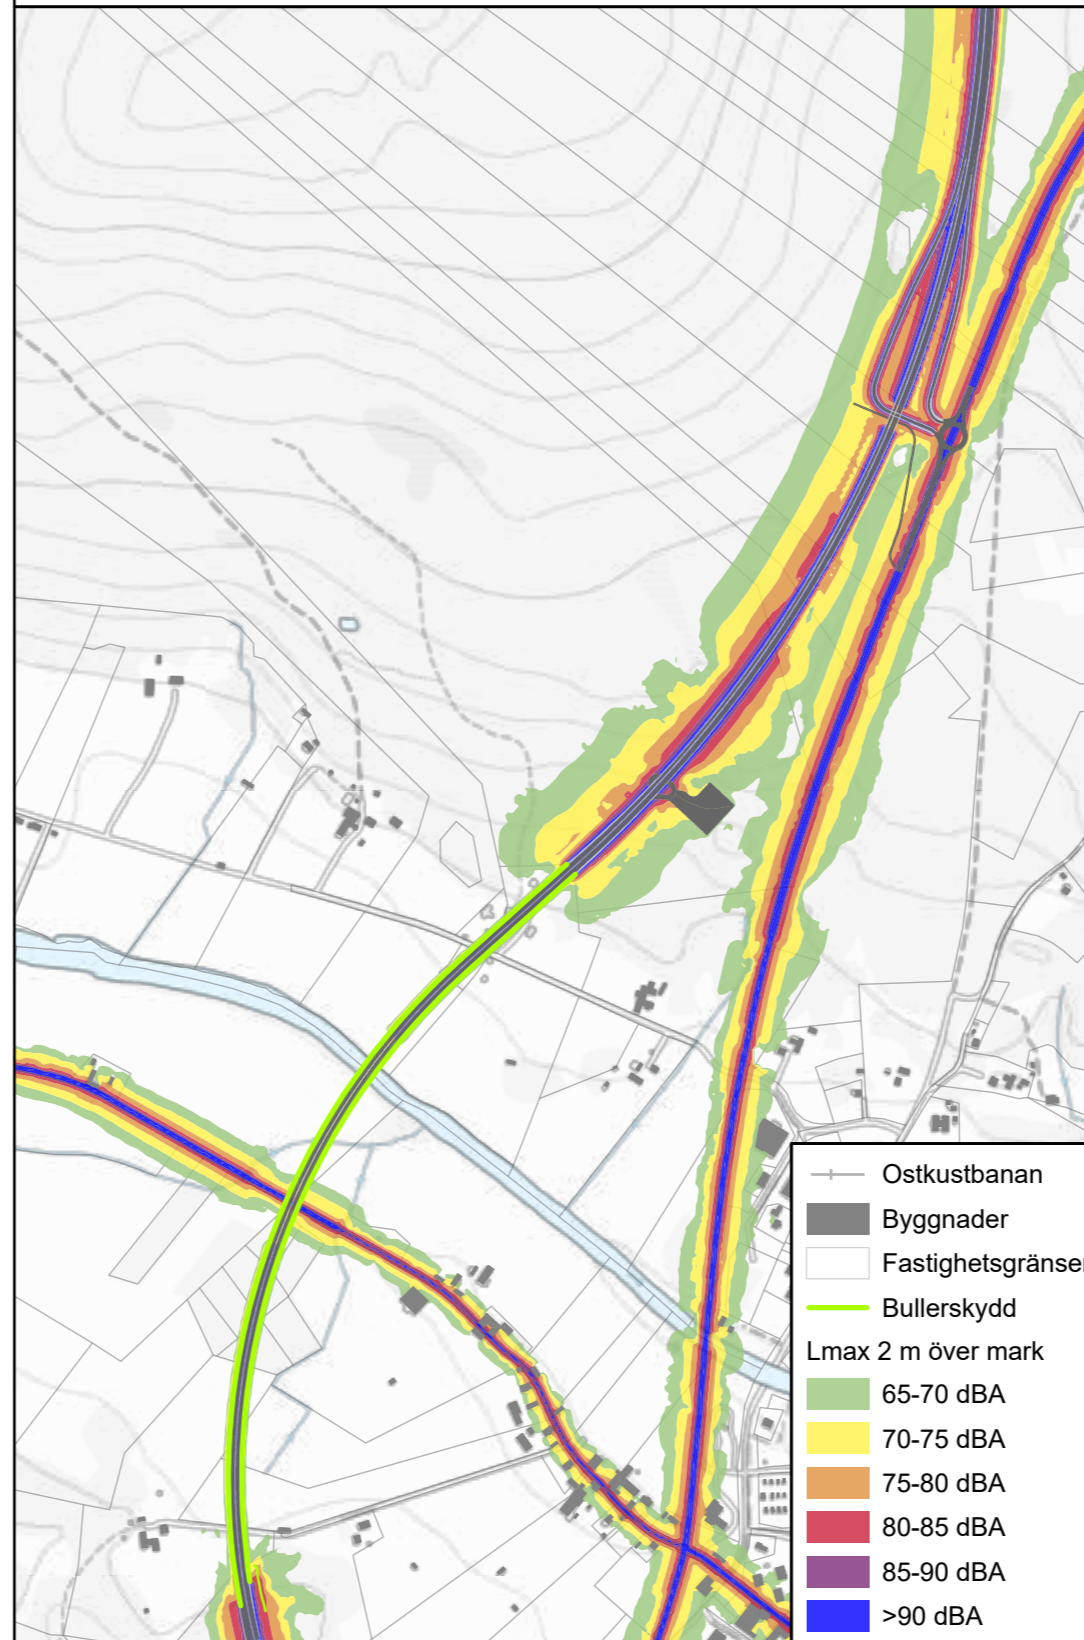 Ostkustbanan
Byggnader
Fastighetsgränser
Bullerskydd
Lmax 2 m över mark
65-70 dBA
70-75 dBA
75-80 dBA
80-85 dBA
85-90 dBA
>90 dBA